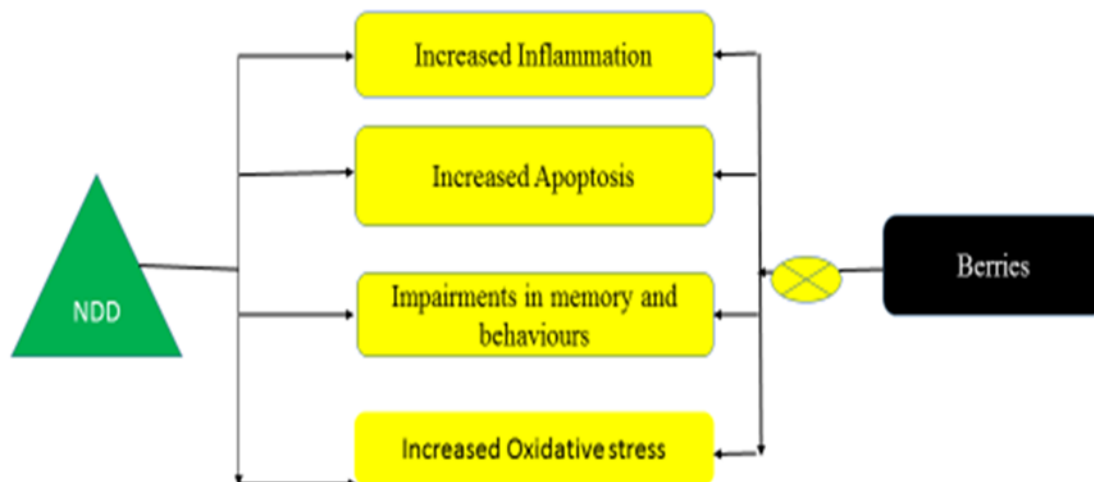 Increased Inflammation
Increased Apoptosis
NDD
Impairments in memory and
behaviours
Berries
Increased Oxidative stress